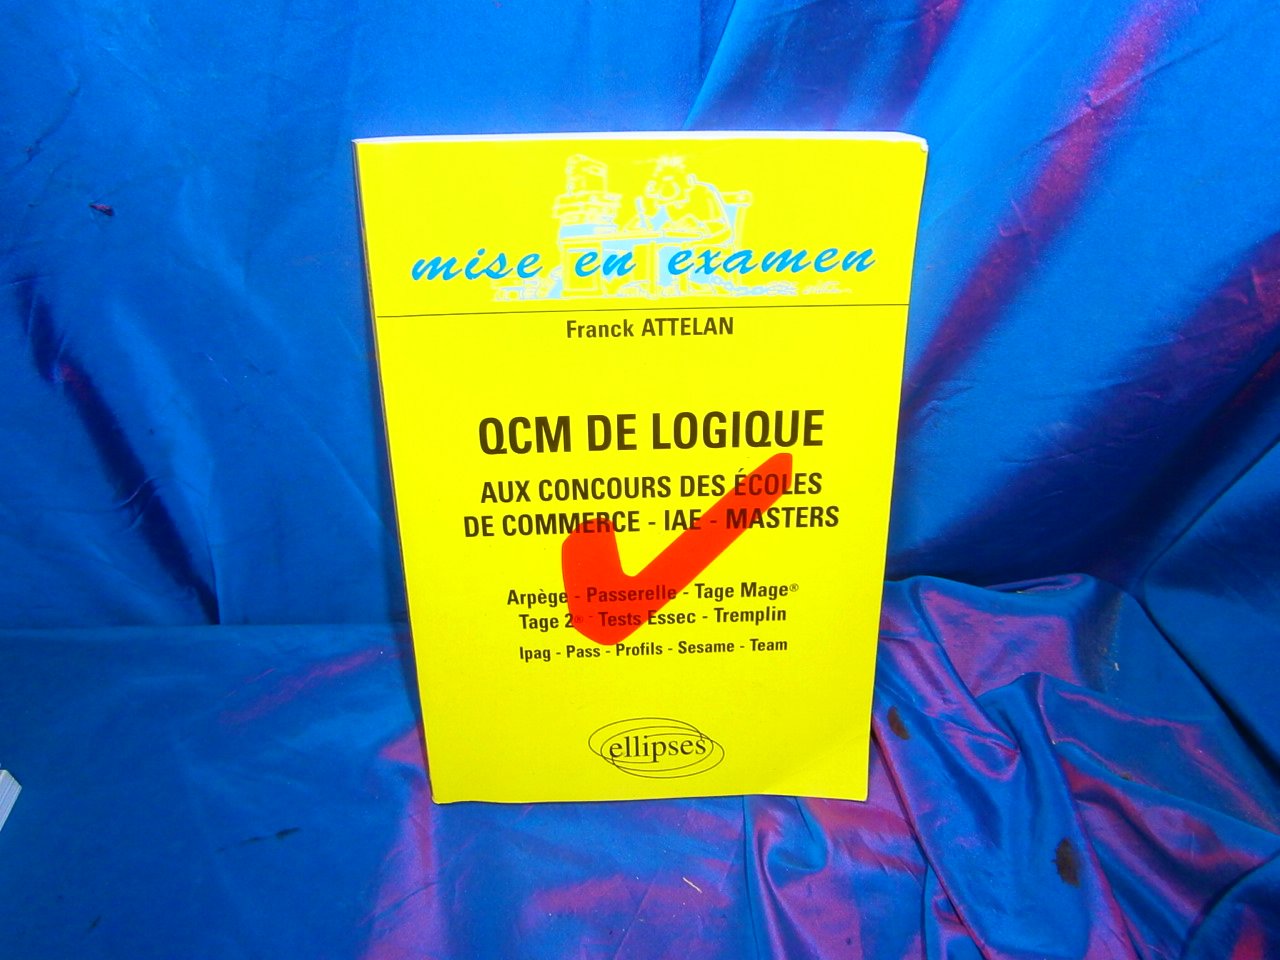 mise en examen
Franck ATTELAN
QCM DE LOGIQUE
AUX CONCOURS DES ÉCOLES
DE COMMERCE - IAE - MASTERS
Arpège - Passerelle - Tage Mage®
Tage 2® - Tests Essec - Tremplin
Ipag - Pass - Profils - Sesame - Team
ellipses